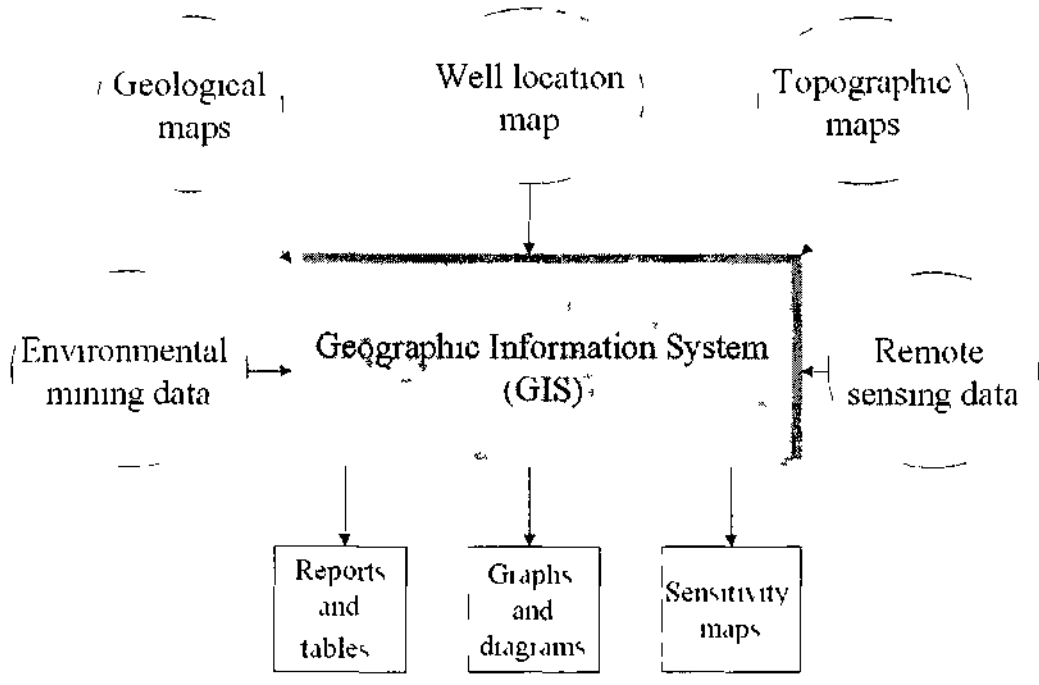 Geological
maps
Well location
map
Topographic
maps
Environmental
mining data
Geographic Information System
(GIS)
Remote
sensing data
Reports
and
tables
Graphs
and
diagrams
Sensitivity
maps